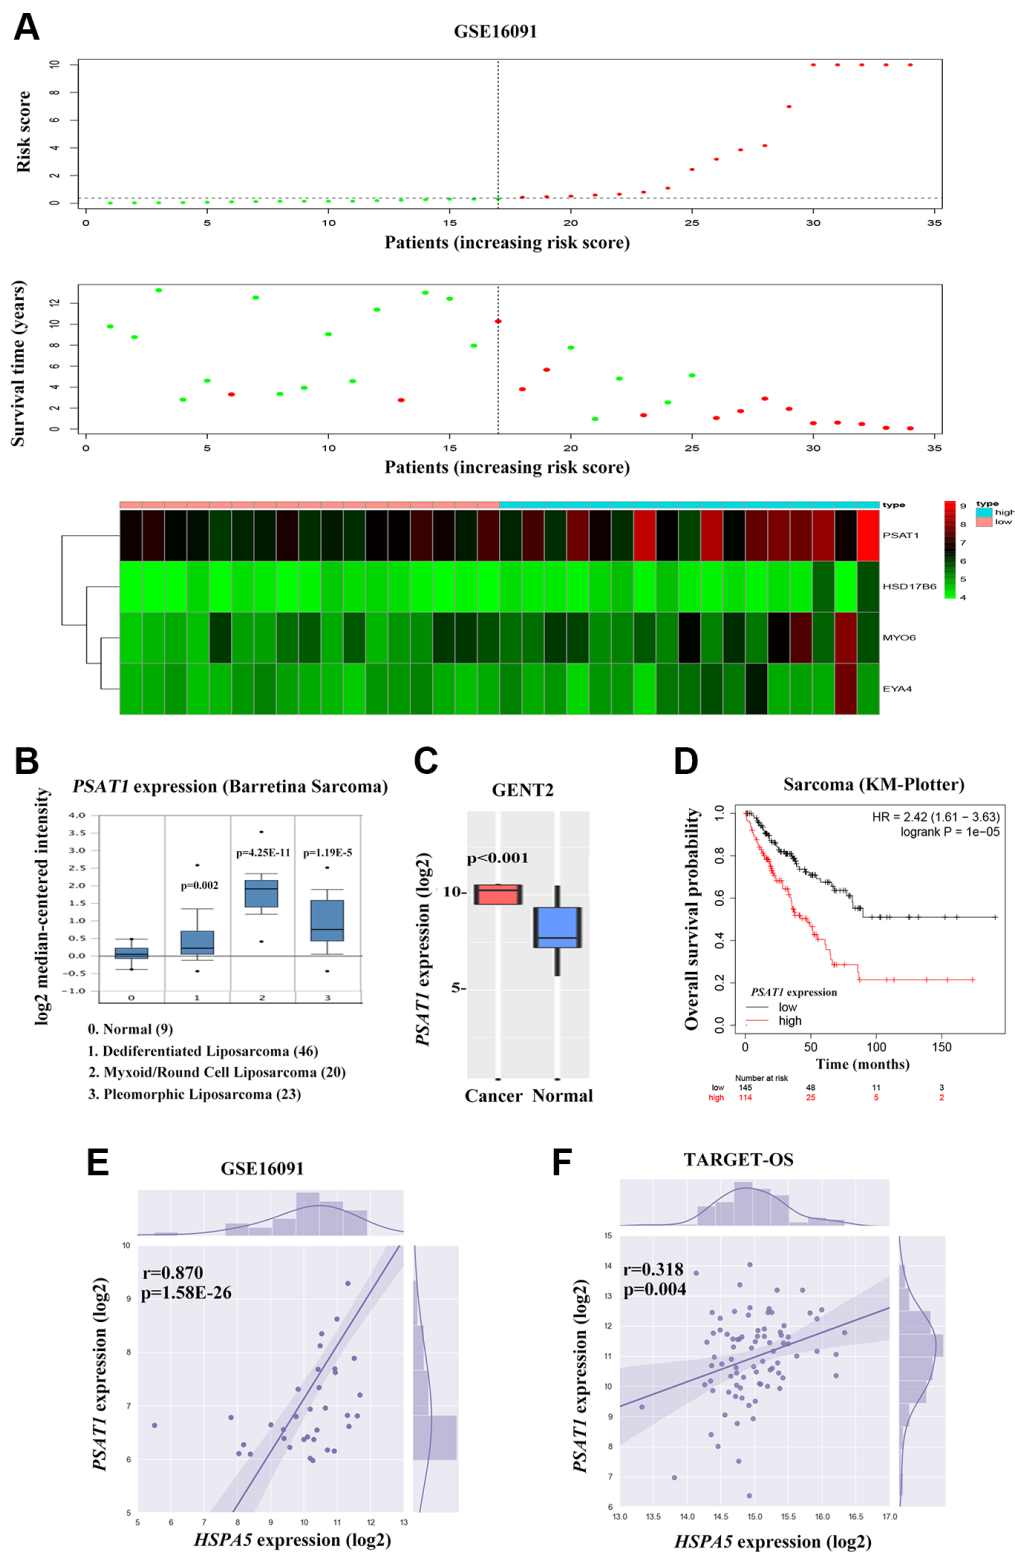 A
GSE16091
Risk score
10
8
6
4
2
0
0 5 10 15 20 25 30 35
Patients (increasing risk score)
Survival time (years)
12
10
8
6
4
2
0
0 5 10 15 20 25 30 35
Patients (increasing risk score)
type
PSAT1
HSD17B6
MYO6
EYA4
9
8
7
6
5
4
type
high
low
B
PSAT1 expression (Barretina Sarcoma)
log2 median-centered intensity
4.0
3.5
3.0
2.5
2.0
1.5
1.0
0.5
0.0
-0.5
-1.0
p=0.002
p=4.25E-11
p=1.19E-5
0 1 2 3
0. Normal (9)
1. Dediferentiated Liposarcoma (46)
2. Myxoid/Round Cell Liposarcoma (20)
3. Pleomorphic Liposarcoma (23)
C
GENT2
PSAT1 expression (log2)
p<0.001
10-
5-
Cancer Normal
D
Sarcoma (KM-Plotter)
Overall survival probability
1.0
0.8
0.6
0.4
0.2
0.0
HR = 2.42 (1.61 − 3.63)
logrank P = 1e−05
PSAT1 expression
low
high
0 50 100 150
Time (months)
Number at risk
low 145 48 11 3
high 114 25 5 2
E
GSE16091
PSAT1 expression (log2)
r=0.870
p=1.58E-26
10
9
8
7
6
5
5 6 7 8 9 10 11 12 13
HSPA5 expression (log2)
F
TARGET-OS
PSAT1 expression (log2)
r=0.318
p=0.004
15
14
13
12
11
10
9
8
7
6
13.0 13.5 14.0 14.5 15.0 15.5 16.0 16.5 17.0
HSPA5 expression (log2)